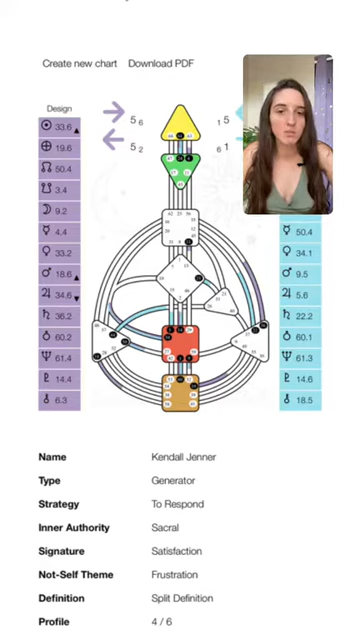 Create new chart Download PDF
Design
5 6
1 5
5 2
6 1
33.6
19.6
50.4
3.4
9.2
4.4
33.2
18.6
34.6
36.2
60.2
61.4
14.4
6.3
50.4
34.1
9.5
5.6
22.2
60.1
61.3
14.6
18.5
Name Kendall Jenner
Type Generator
Strategy To Respond
Inner Authority Sacral
Signature Satisfaction
Not-Self Theme Frustration
Definition Split Definition
Profile 4 / 6